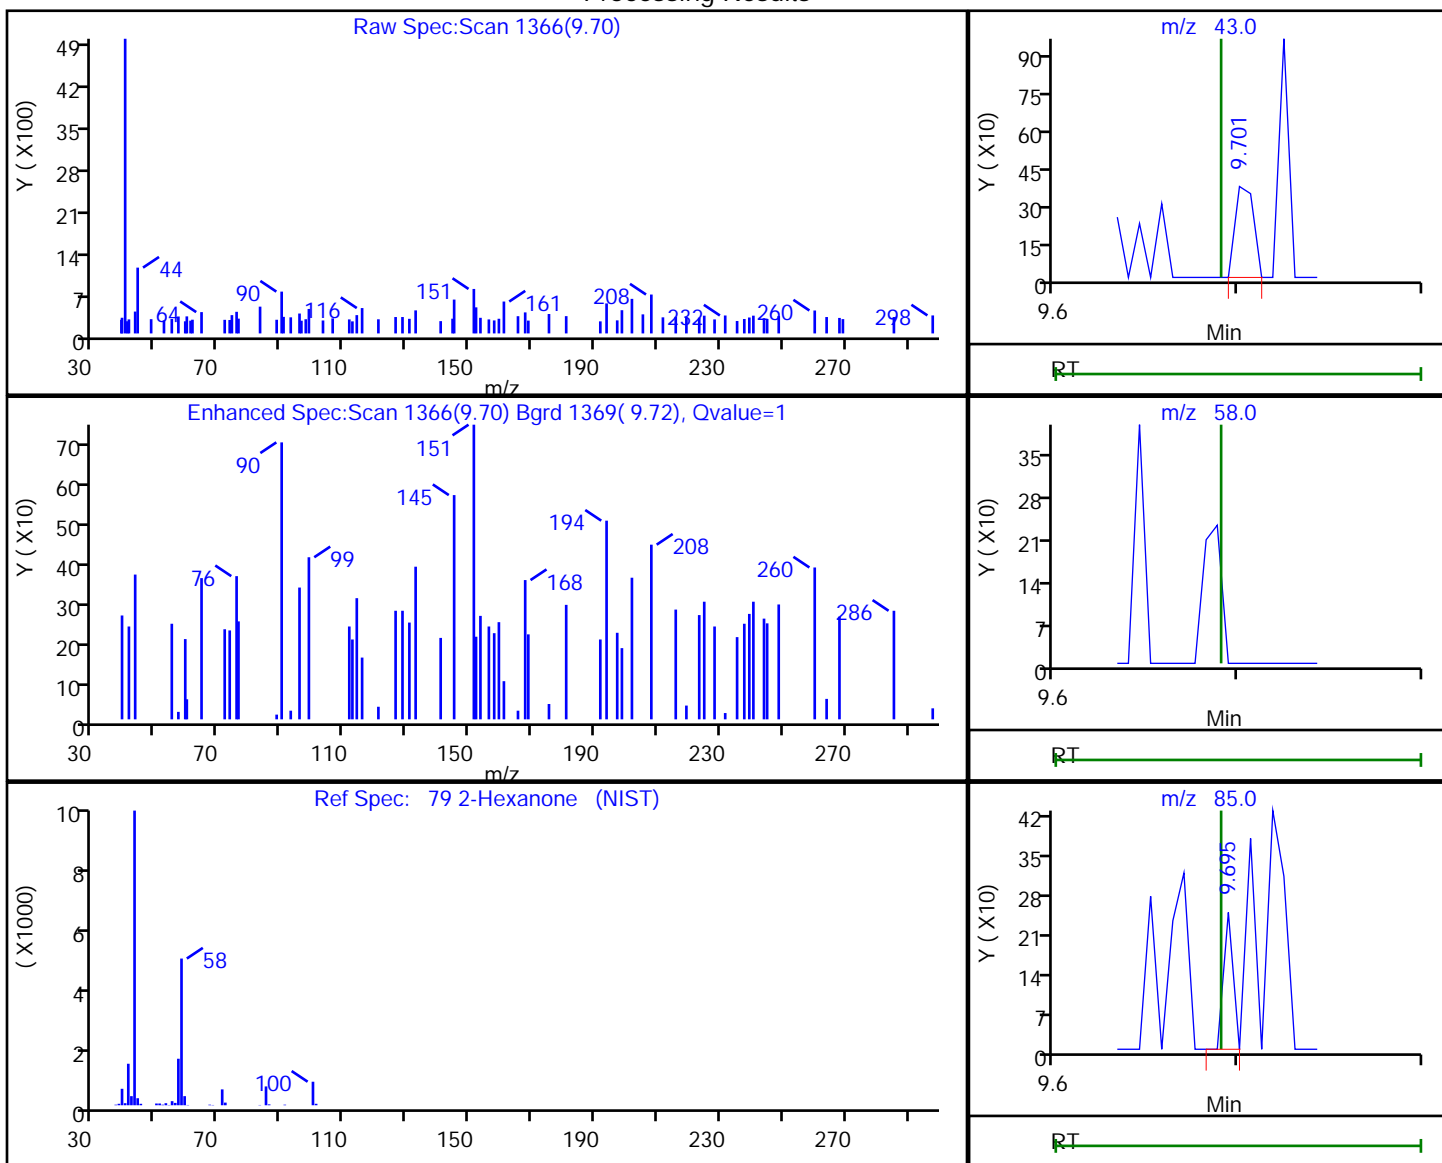 Processing Results
Raw Spec:Scan 1366(9.70)
Y ( X100)
49
42
35
28
21
14
7
0
44
64
90
116
151
161
208
232
260
298
30 70 110 150 190 230 270
m/z
m/z 43.0
Y ( X10)
90
75
60
45
30
15
0
9.701
9.6
Min
RT
Enhanced Spec:Scan 1366(9.70) Bgrd 1369( 9.72), Qvalue=1
Y ( X10)
70
60
50
40
30
20
10
0
76
90
99
145
151
168
194
208
260
286
30 70 110 150 190 230 270
m/z
m/z 58.0
Y ( X10)
35
28
21
14
7
0
9.6
Min
RT
Ref Spec: 79 2-Hexanone (NIST)
( X1000)
10
8
6
4
2
0
58
100
30 70 110 150 190 230 270
m/z 85.0
Y ( X10)
42
35
28
21
14
7
0
9.695
9.6
Min
RT